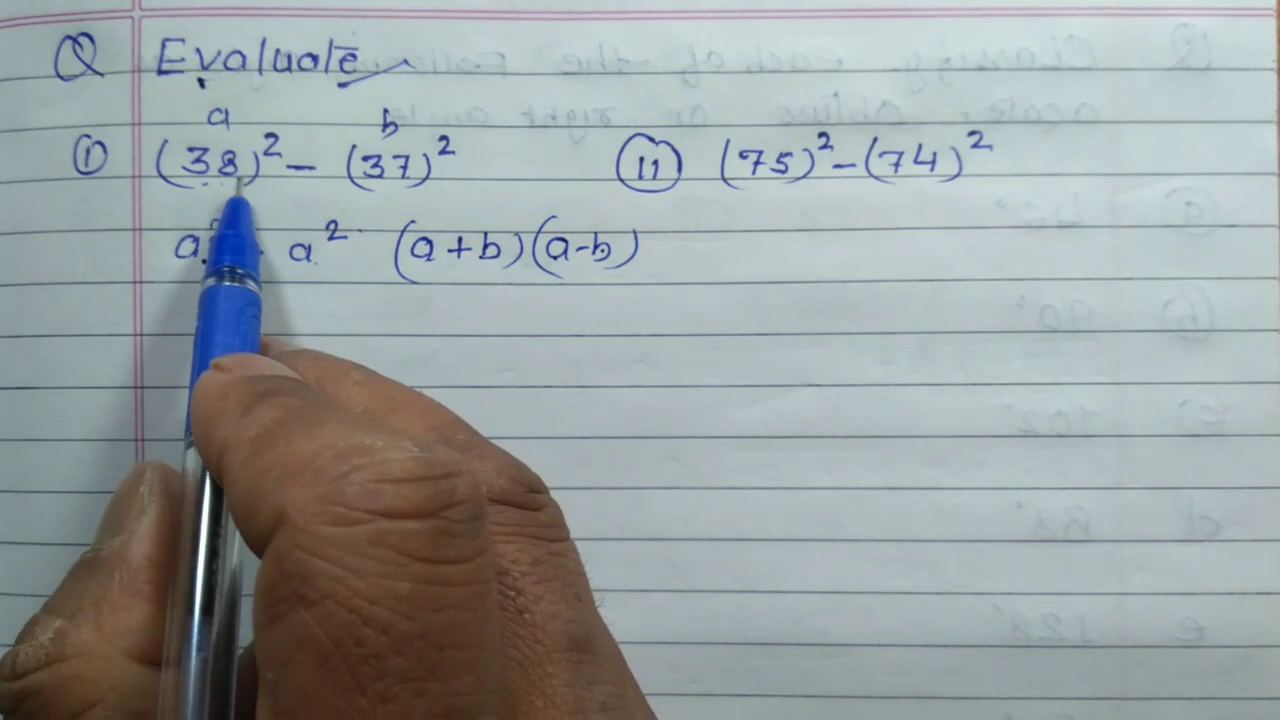 Q Evaluate
a b
① (38)² – (37)² ⑪ (75)² – (74)²
a² - a² (a+b)(a-b)